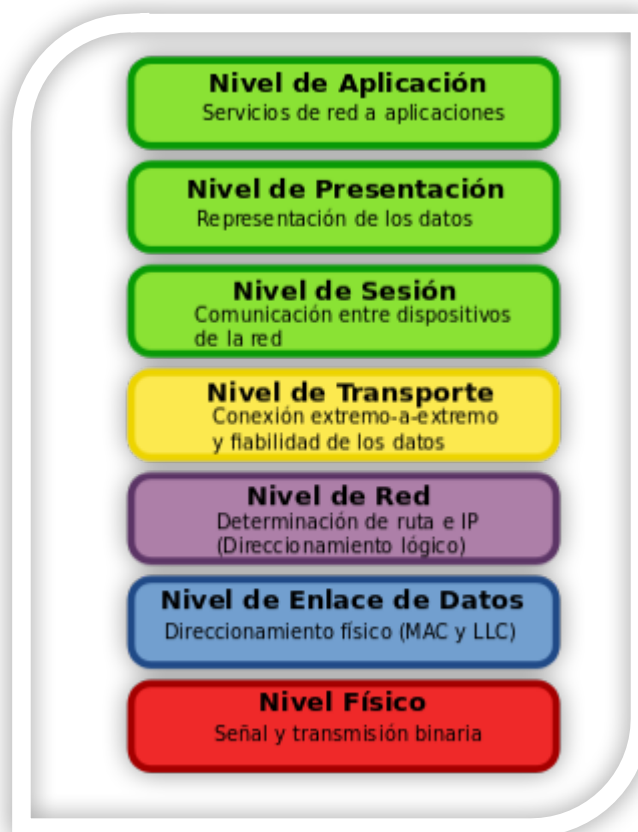 Nivel de Aplicación
Servicios de red a aplicaciones
Nivel de Presentación
Representación de los datos
Nivel de Sesión
Comunicación entre dispositivos
de la red
Nivel de Transporte
Conexión extremo-a-extremo
y fiabilidad de los datos
Nivel de Red
Determinación de ruta e IP
(Direccionamiento lógico)
Nivel de Enlace de Datos
Direccionamiento físico (MAC y LLC)
Nivel Físico
Señal y transmisión binaria